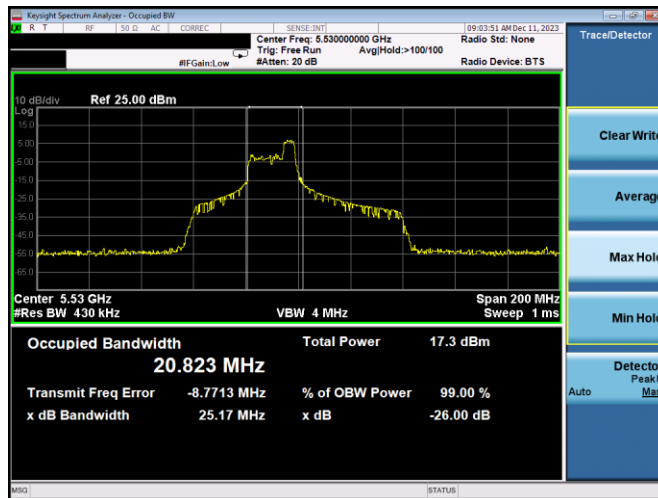 Keysight Spectrum Analyzer - Occupied BW
R T RF 50 Ω AC CORREC SENSE:INT 09:03:51 AM Dec 11, 2023
Center Freq: 5.530000000 GHz Radio Std: None
Trig: Free Run Avg|Hold:>100/100
#IFGain:Low #Atten: 20 dB Radio Device: BTS
Trace/Detector
10 dB/div Ref 25.00 dBm
Log
15.0
5.00
-5.00
-15.0
-25.0
-35.0
-45.0
-55.0
-65.0
Center 5.53 GHz Span 200 MHz
#Res BW 430 kHz VBW 4 MHz Sweep 1 ms
Occupied Bandwidth Total Power 17.3 dBm
20.823 MHz
Transmit Freq Error -8.7713 MHz % of OBW Power 99.00 %
x dB Bandwidth 25.17 MHz x dB -26.00 dB
Clear Write
Average
Max Hold
Min Hold
Detector
Peak
Auto Man
MSG STATUS